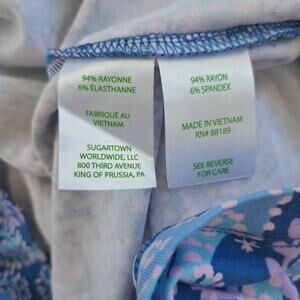 94% RAYONNE
6% ÉLASTHANNE
FABRIQUÉ AU
VIETNAM
SUGARTOWN
WORLDWIDE, LLC
800 THIRD AVENUE
KING OF PRUSSIA, PA
94% RAYON
6% SPANDEX
MADE IN VIETNAM
RN# 88189
SEE REVERSE
FOR CARE